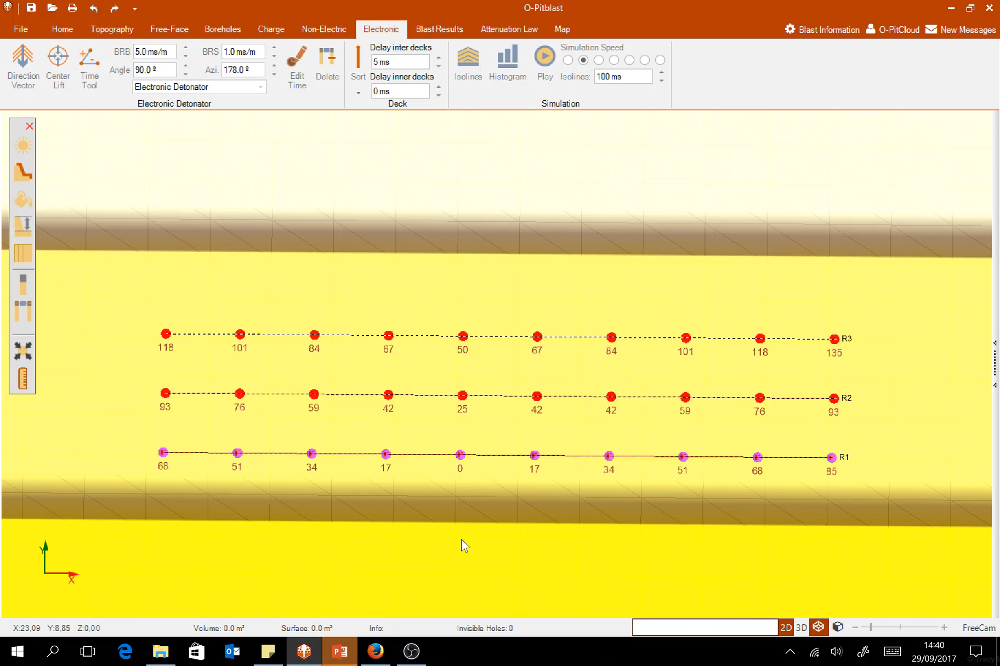 O-Pitblast
File Home Topography Free-Face Boreholes Charge Non-Electric Electronic Blast Results Attenuation Law Map Blast Information O-PitCloud New Messages
Direction Vector
Center Lift
Time Tool
BRB 5.0 ms/m BRS 1.0 ms/m
Angle 90.0 º Azi. 178.0 º
Electronic Detonator
Electronic Detonator
Edit Time
Delete
Sort
Delay inter decks
5 ms
Delay inner decks
0 ms
Deck
Isolines
Histogram
Play
Simulation Speed
Isolines: 100 ms
Simulation
R3
118 101 84 67 50 67 84 101 118 135
R2
93 76 59 42 25 42 42 59 76 93
R1
68 51 34 17 0 17 34 51 68 85
Y
X
X:23,09 Y:8,85 Z:0,00 Volume: 0.0 m³ Surface: 0.0 m² Info: Invisible Holes: 0 2D 3D FreeCam
14:40
29/09/2017